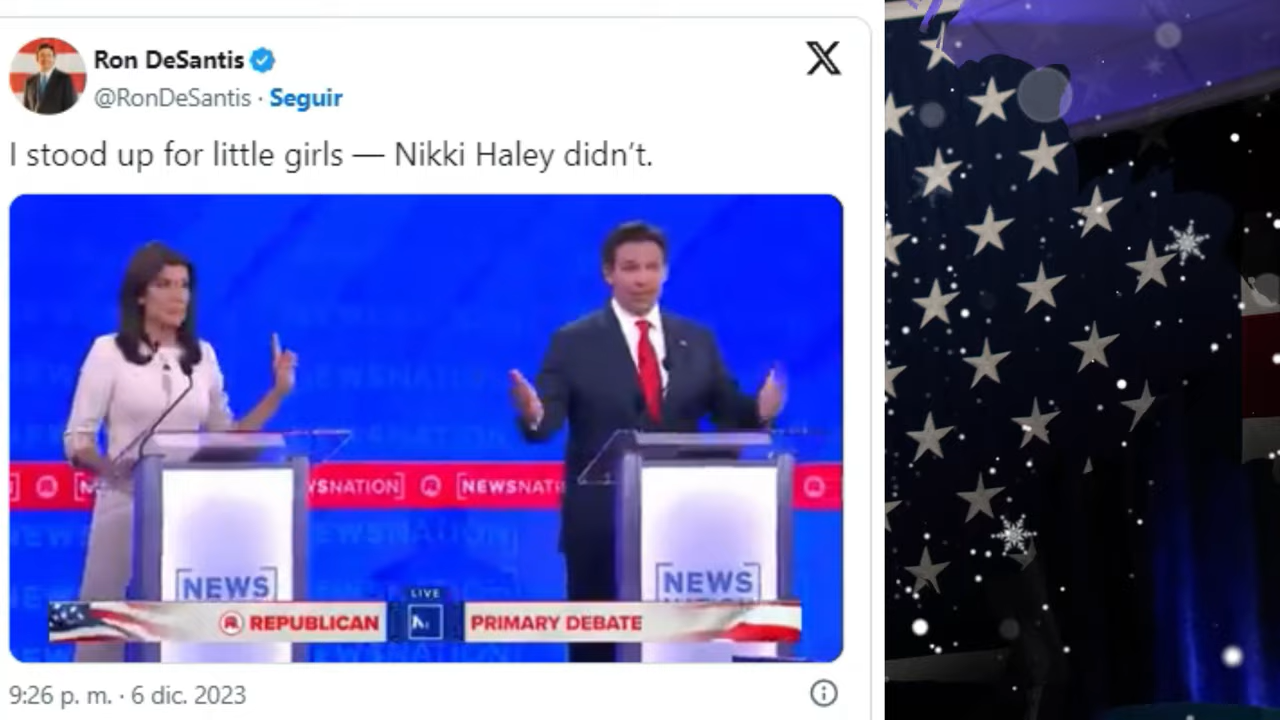 Ron DeSantis
@RonDeSantis · Seguir
I stood up for little girls — Nikki Haley didn’t.
NEWSNATION
NEWS
NEWS
LIVE
REPUBLICAN
PRIMARY DEBATE
9:26 p. m. · 6 dic. 2023